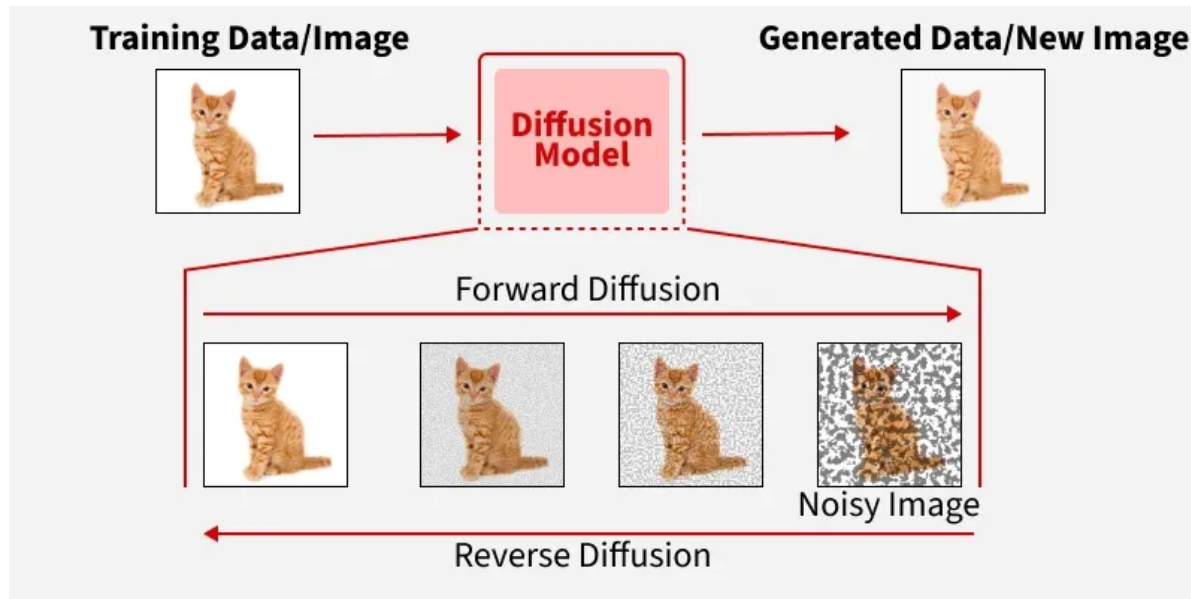 Training Data/Image
Generated Data/New Image
Diffusion
Model
Forward Diffusion
Noisy Image
Reverse Diffusion